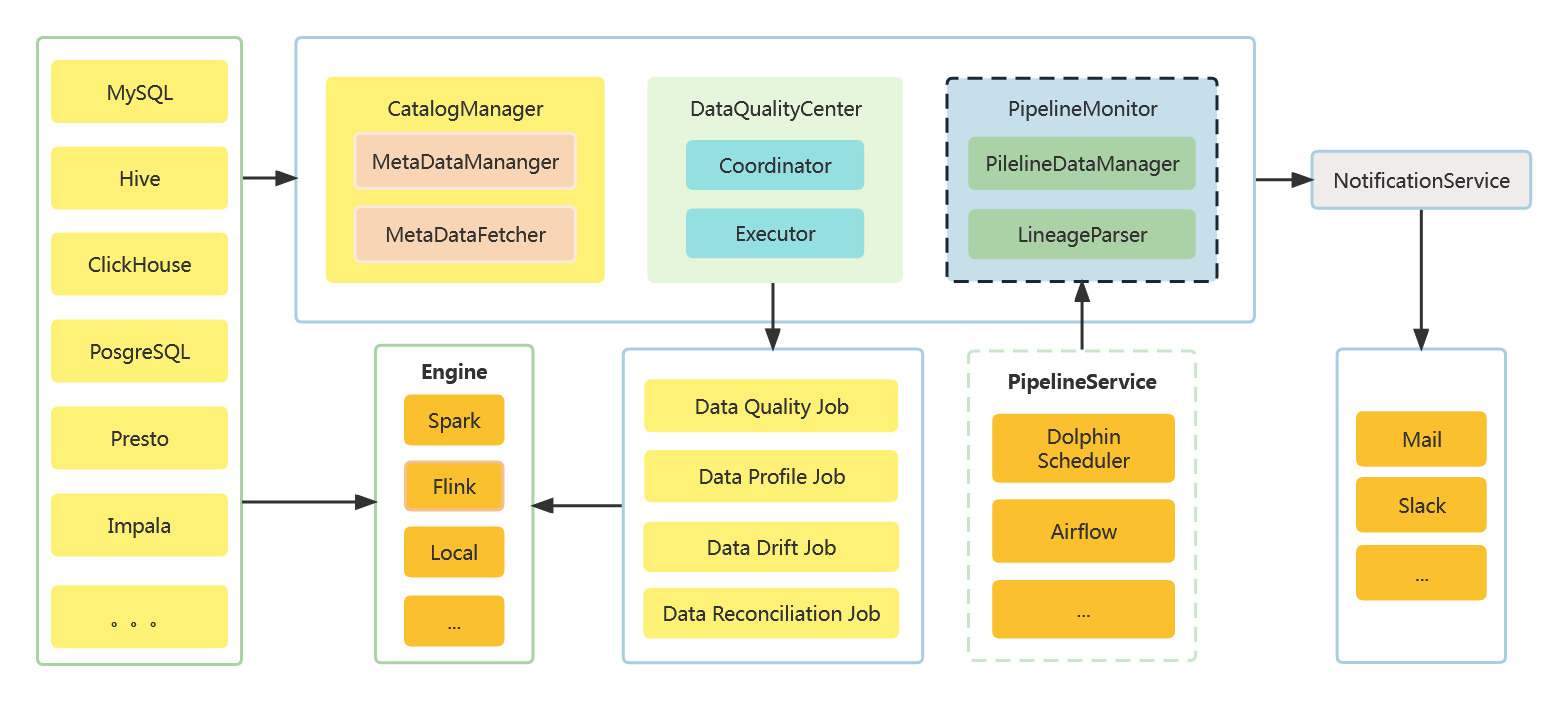 MySQL
Hive
ClickHouse
PosgreSQL
Presto
Impala
。。。
CatalogManager
MetaDataMananger
MetaDataFetcher
DataQualityCenter
Coordinator
Executor
PipelineMonitor
PilelineDataManager
LineageParser
NotificationService
Engine
Spark
Flink
Local
...
Data Quality Job
Data Profile Job
Data Drift Job
Data Reconciliation Job
PipelineService
Dolphin
Scheduler
Airflow
...
Mail
Slack
...